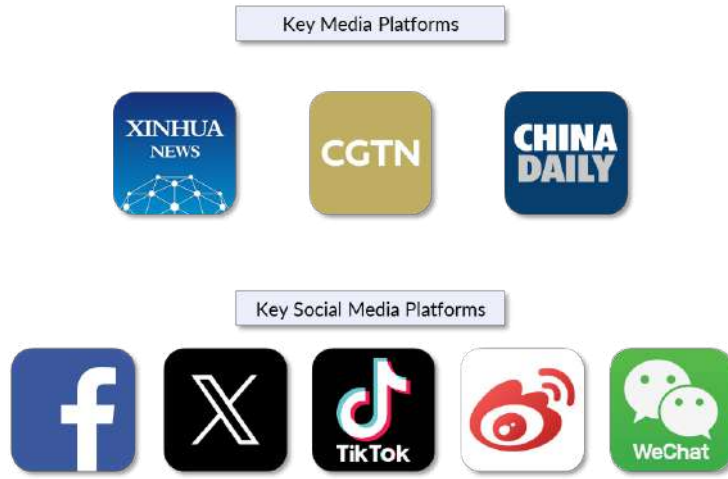 Key Media Platforms
XINHUA
NEWS
CGTN
CHINA
DAILY
Key Social Media Platforms
f
X
TikTok
WeChat